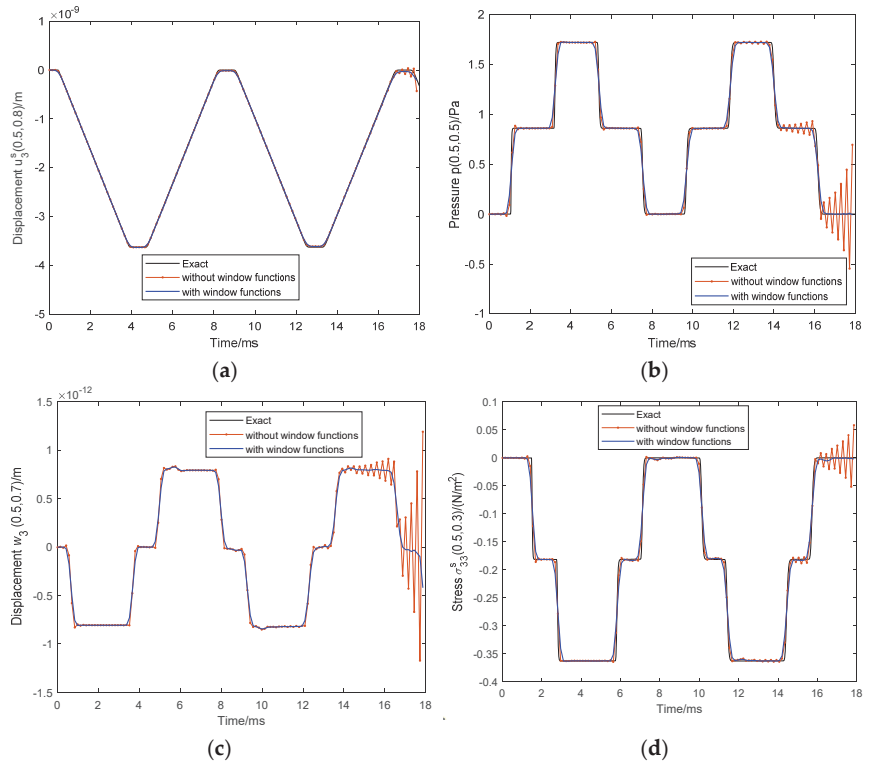 ×10⁻⁹
1
0
-1
-2
-3
-4
-5
0 2 4 6 8 10 12 14 16 18
Time/ms
Displacement u₃ˢ(0.5,0.8)/m
Exact
without window functions
with window functions
(a)
2
1.5
1
0.5
0
-0.5
-1
0 2 4 6 8 10 12 14 16 18
Time/ms
Pressure p(0.5,0.5)/Pa
Exact
without window functions
with window functions
(b)
×10⁻¹²
1.5
1
0.5
0
-0.5
-1
-1.5
0 2 4 6 8 10 12 14 16 18
Time/ms
Displacement w₃ (0.5,0.7)/m
Exact
without window functions
with window functions
(c)
0.1
0.05
0
-0.05
-0.1
-0.15
-0.2
-0.25
-0.3
-0.35
-0.4
0 2 4 6 8 10 12 14 16 18
Time/ms
Stress σ₃₃ˢ(0.5,0.3)/(N/m²)
Exact
without window functions
with window functions
(d)